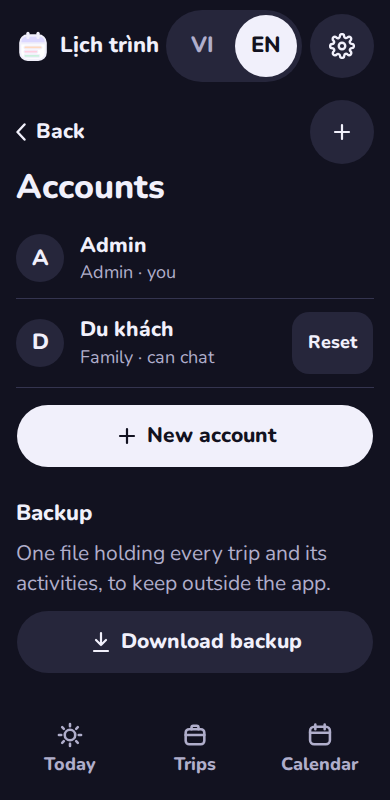 Lịch trình
VI
EN
Back
Accounts
A
Admin
Admin · you
D
Du khách
Family · can chat
Reset
New account
Backup
One file holding every trip and its
activities, to keep outside the app.
Download backup
Today
Trips
Calendar